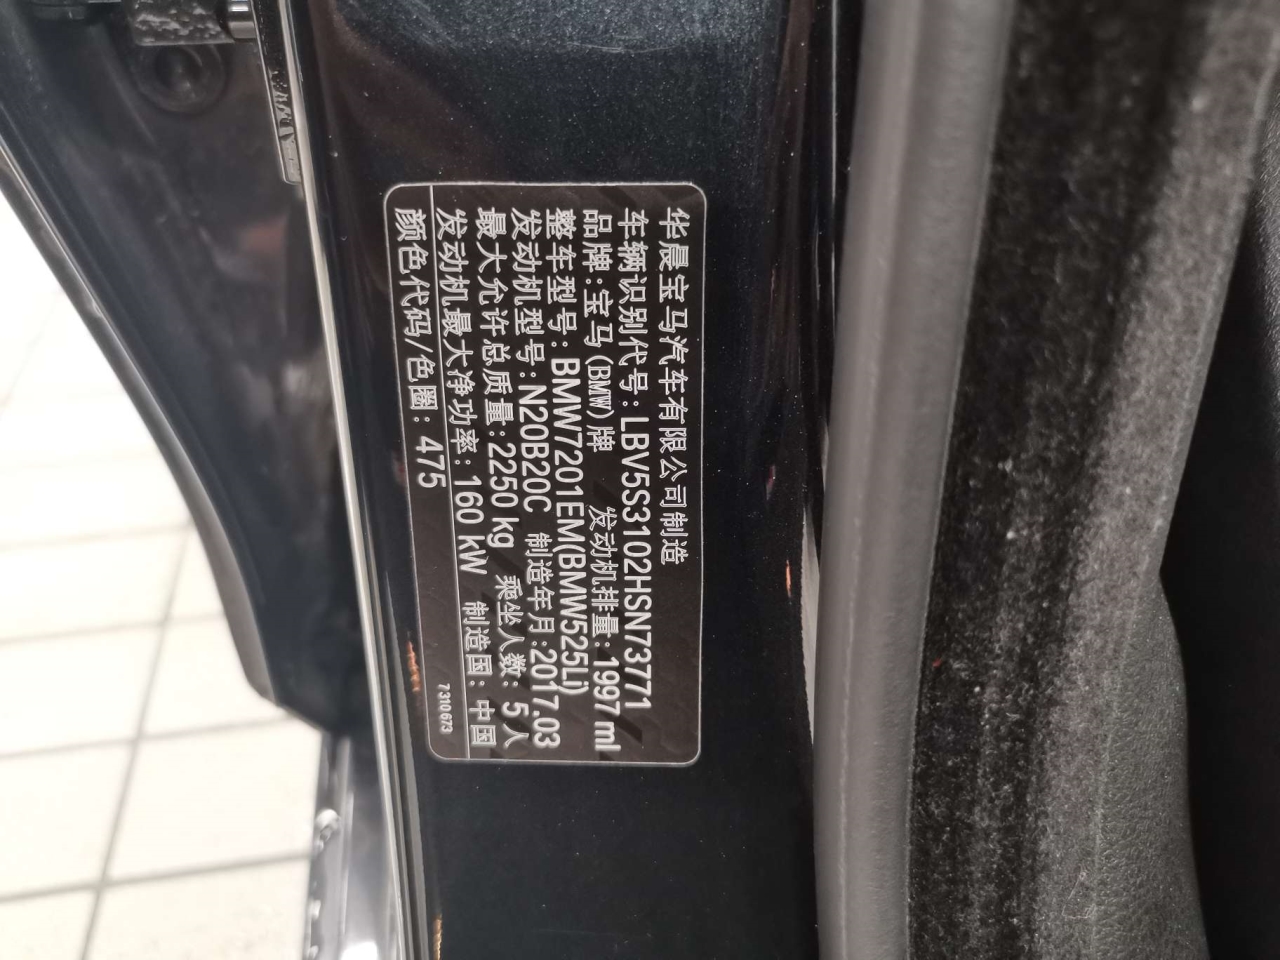 华晨宝马汽车有限公司制造
车辆识别代号:LBV5S3102HSN73771
品牌:宝马(BMW)牌 发动机排量:1997 ml
整车型号:BMW7201EM(BMW525Li)
发动机型号:N20B20C 制造年月:2017.03
最大允许总质量:2250 kg 乘坐人数:5人
发动机最大净功率:160 kW 制造国:中国
颜色代码/色圈:475 7310673